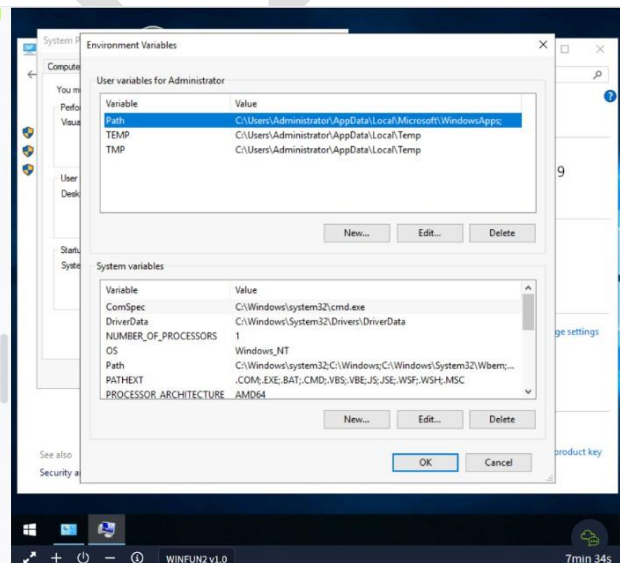 System P
Environment Variables
Compute
You m
User variables for Administrator
Perfo
Visua
Variable Value
Path C:\Users\Administrator\AppData\Local\Microsoft\WindowsApps;
TEMP C:\Users\Administrator\AppData\Local\Temp
TMP C:\Users\Administrator\AppData\Local\Temp
9
User
Desk
New... Edit... Delete
Startu
Syste
System variables
Variable Value
ComSpec C:\Windows\system32\cmd.exe
DriverData C:\Windows\System32\Drivers\DriverData
NUMBER_OF_PROCESSORS 1
ge settings
OS Windows_NT
Path C:\Windows\system32;C:\Windows;C:\Windows\System32\Wbem;...
PATHEXT .COM;.EXE;.BAT;.CMD;.VBS;.VBE;.JS;.JSE;.WSF;.WSH;.MSC
PROCESSOR_ARCHITECTURE AMD64
New... Edit... Delete
See also
product key
OK Cancel
Security a
WINFUN2 v1.0
7min 34s